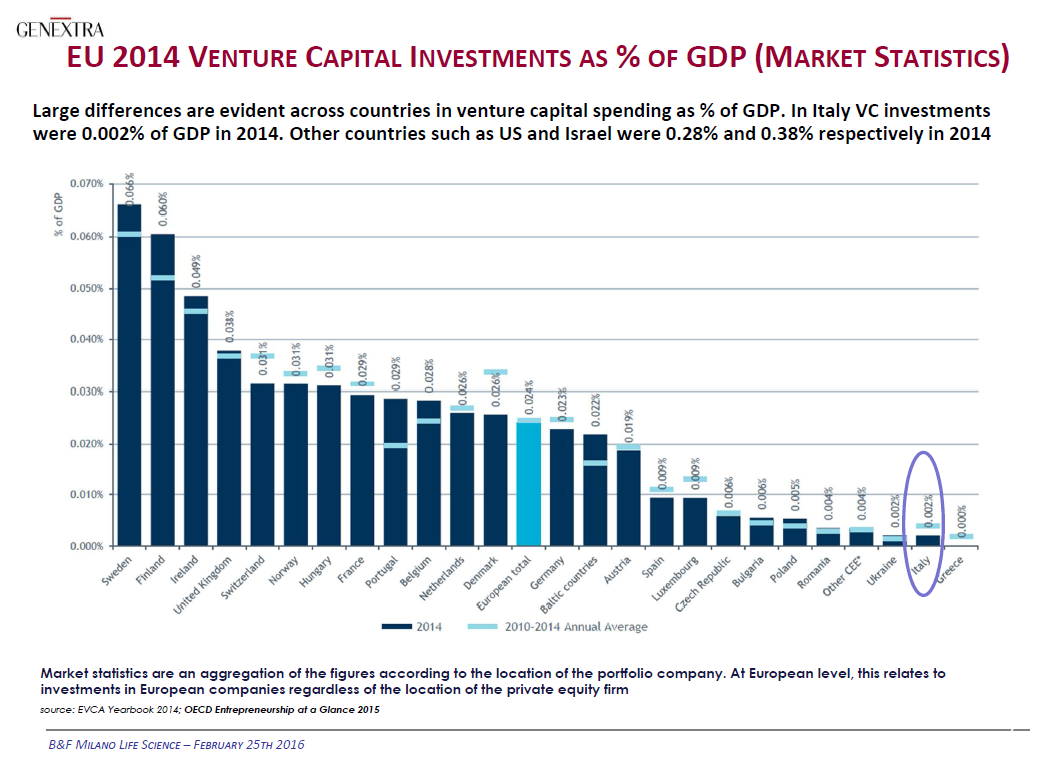 GENEXTRA
EU 2014 VENTURE CAPITAL INVESTMENTS AS % OF GDP (MARKET STATISTICS)
Large differences are evident across countries in venture capital spending as % of GDP. In Italy VC investments
were 0.002% of GDP in 2014. Other countries such as US and Israel were 0.28% and 0.38% respectively in 2014
% of GDP
0.070%
0.060%
0.050%
0.040%
0.030%
0.020%
0.010%
0.000%
0.066%
0.060%
0.049%
0.038%
0.031%
0.031%
0.031%
0.029%
0.029%
0.028%
0.026%
0.026%
0.024%
0.023%
0.022%
0.019%
0.009%
0.009%
0.006%
0.006%
0.005%
0.004%
0.004%
0.002%
0.002%
0.000%
Sweden
Finland
Ireland
United Kingdom
Switzerland
Norway
Hungary
France
Portugal
Belgium
Netherlands
Denmark
European total
Germany
Baltic countries
Austria
Spain
Luxembourg
Czech Republic
Bulgaria
Poland
Romania
Other CEE*
Ukraine
Italy
Greece
2014
2010-2014 Annual Average
Market statistics are an aggregation of the figures according to the location of the portfolio company. At European level, this relates to
investments in European companies regardless of the location of the private equity firm
source: EVCA Yearbook 2014; OECD Entrepreneurship at a Glance 2015
B&F MILANO LIFE SCIENCE – FEBRUARY 25TH 2016